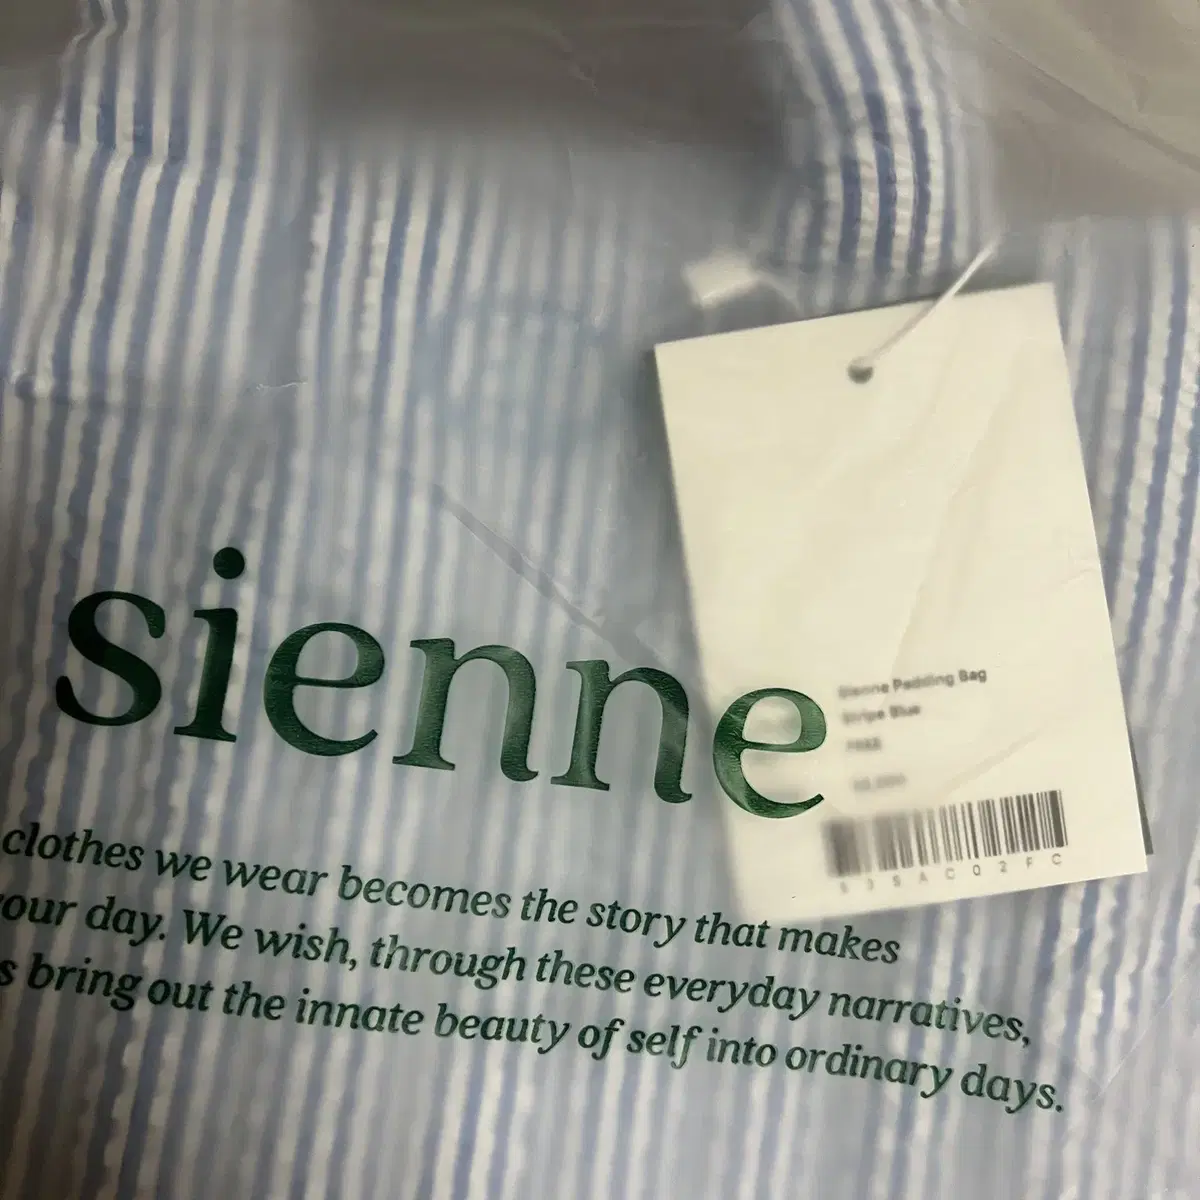 sienne
clothes we wear becomes the story that makes
our day. We wish, through these everyday narratives,
s bring out the innate beauty of self into ordinary days.
Sienne Padding Bag
Stripe Blue
FREE